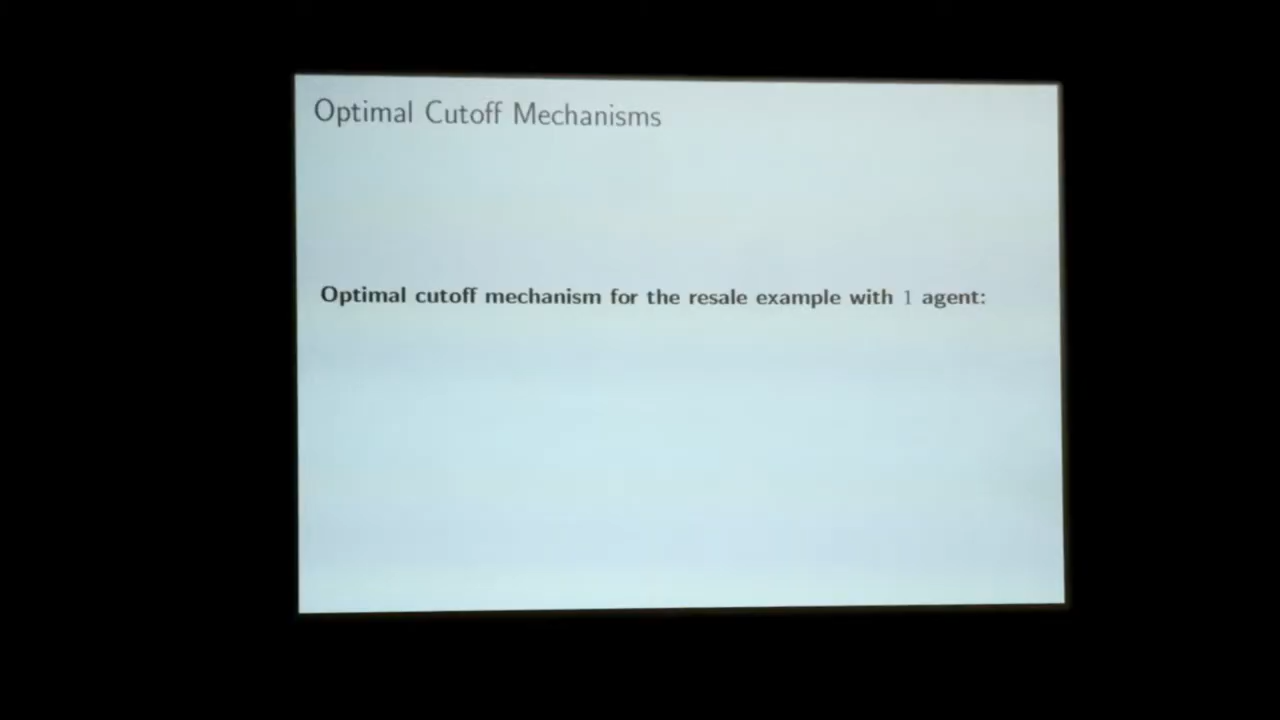 Optimal Cutoff Mechanisms
Optimal cutoff mechanism for the resale example with 1 agent: